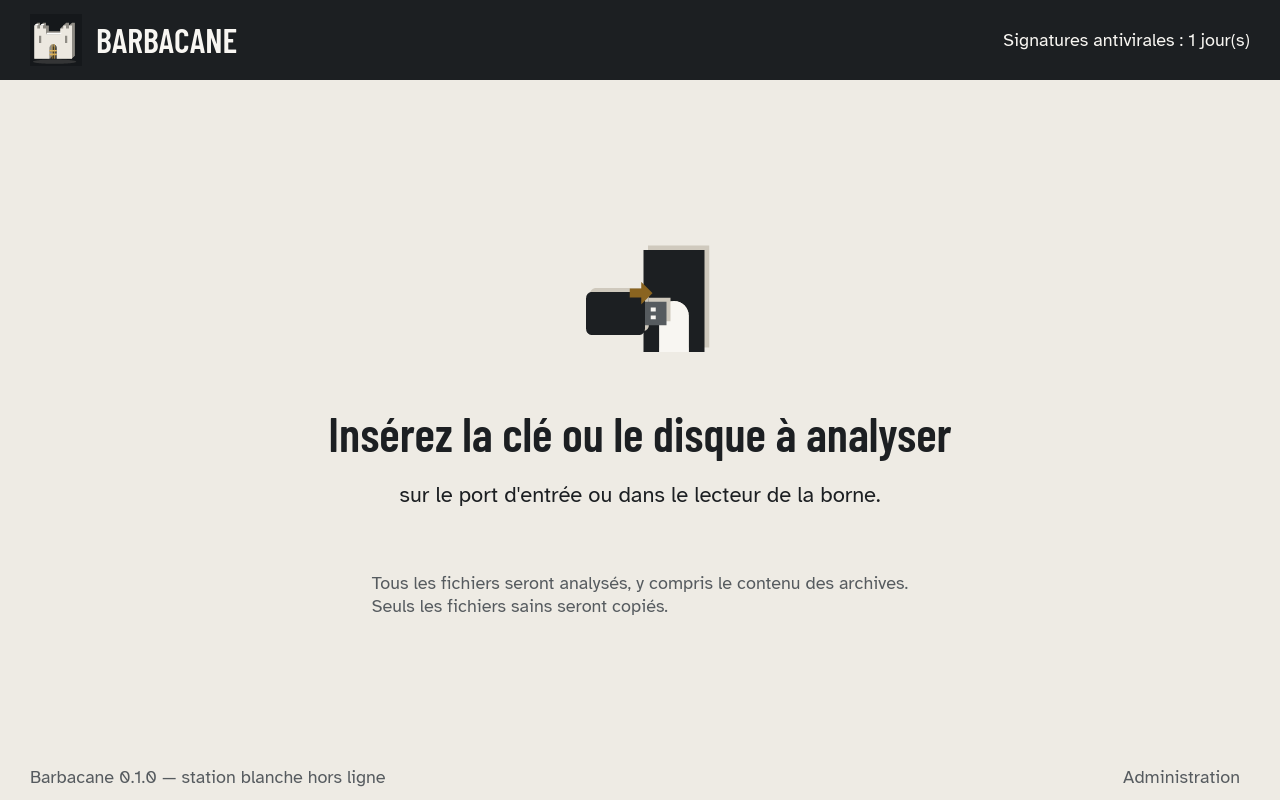 BARBACANE
Signatures antivirales : 1 jour(s)
Insérez la clé ou le disque à analyser
sur le port d'entrée ou dans le lecteur de la borne.
Tous les fichiers seront analysés, y compris le contenu des archives.
Seuls les fichiers sains seront copiés.
Barbacane 0.1.0 — station blanche hors ligne
Administration